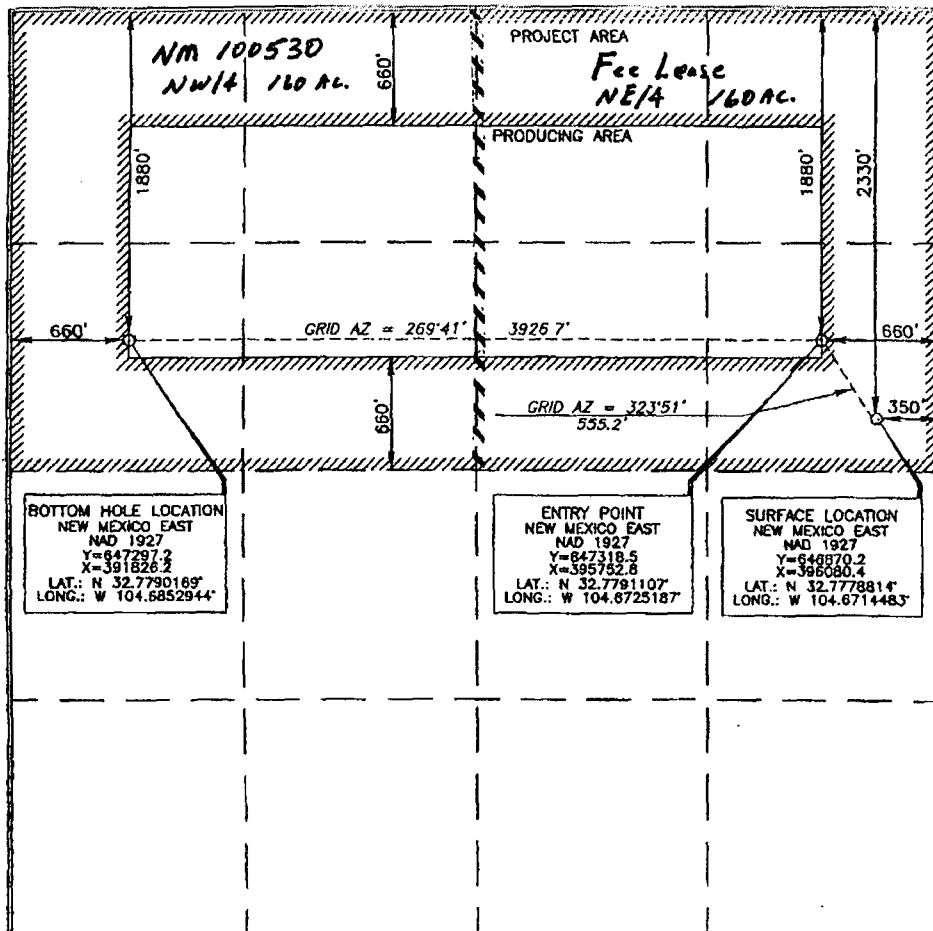 PROJECT AREA
NM 100530
NW/4 160 AC.
660'
Fee Lease
NE/4 160 AC.
PRODUCING AREA
1880'
1880'
2330'
660'
GRID AZ = 269°41'
3926.7'
660'
GRID AZ = 323°51'
555.2'
660'
350'
BOTTOM HOLE LOCATION
NEW MEXICO EAST
NAD 1927
Y=647297.2
X=391826.2
LAT.: N 32.7790169°
LONG.: W 104.6852944°
ENTRY POINT
NEW MEXICO EAST
NAD 1927
Y=647318.5
X=395752.8
LAT.: N 32.7791107°
LONG.: W 104.6725187°
SURFACE LOCATION
NEW MEXICO EAST
NAD 1927
Y=646870.2
X=396080.4
LAT.: N 32.7778814°
LONG.: W 104.6714483°